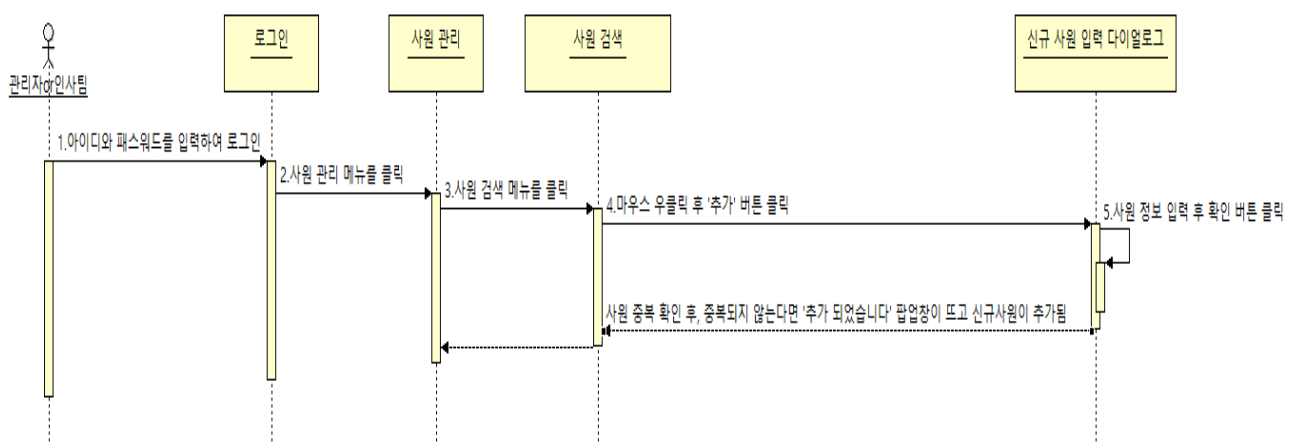 로그인
사원 관리
사원 검색
신규 사원 입력 다이얼로그
관리자or인사팀
1.아이디와 패스워드를 입력하여 로그인
2.사원 관리 메뉴를 클릭
3.사원 검색 메뉴를 클릭
4.마우스 우클릭 후 '추가' 버튼 클릭
5.사원 정보 입력 후 확인 버튼 클릭
사원 중복 확인 후, 중복되지 않는다면 '추가 되었습니다' 팝업창이 뜨고 신규사원이 추가됨